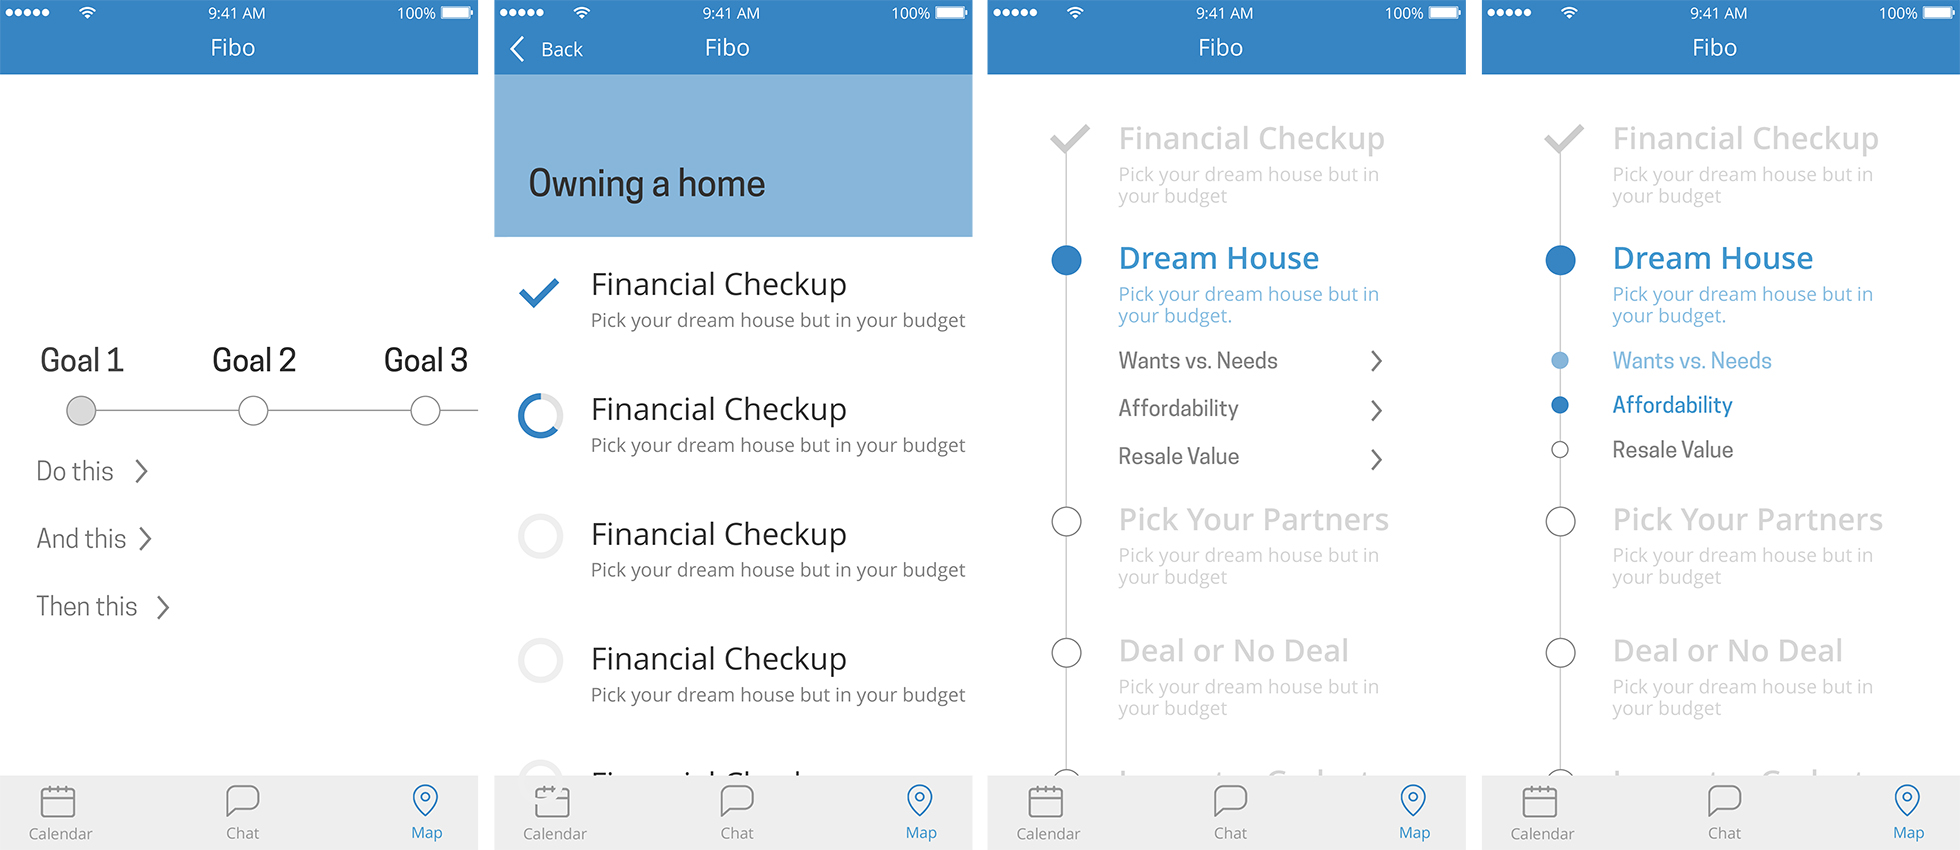 9:41 AM 100%
Fibo
Goal 1 Goal 2 Goal 3
Do this
And this
Then this
Calendar Chat Map
9:41 AM 100%
Back Fibo
Owning a home
Financial Checkup
Pick your dream house but in your budget
Financial Checkup
Pick your dream house but in your budget
Financial Checkup
Pick your dream house but in your budget
Financial Checkup
Pick your dream house but in your budget
Financial Checkup
Calendar Chat Map
9:41 AM 100%
Fibo
Financial Checkup
Pick your dream house but in
your budget
Dream House
Pick your dream house but in
your budget.
Wants vs. Needs
Affordability
Resale Value
Pick Your Partners
Pick your dream house but in
your budget
Deal or No Deal
Pick your dream house but in
your budget
Calendar Chat Map
9:41 AM 100%
Fibo
Financial Checkup
Pick your dream house but in
your budget
Dream House
Pick your dream house but in
your budget.
Wants vs. Needs
Affordability
Resale Value
Pick Your Partners
Pick your dream house but in
your budget
Deal or No Deal
Pick your dream house but in
your budget
Calendar Chat Map